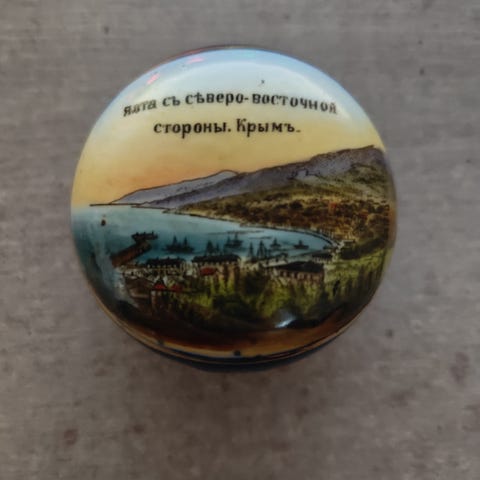 Ялта съ сѣверо-восточной
стороны. Крымъ.